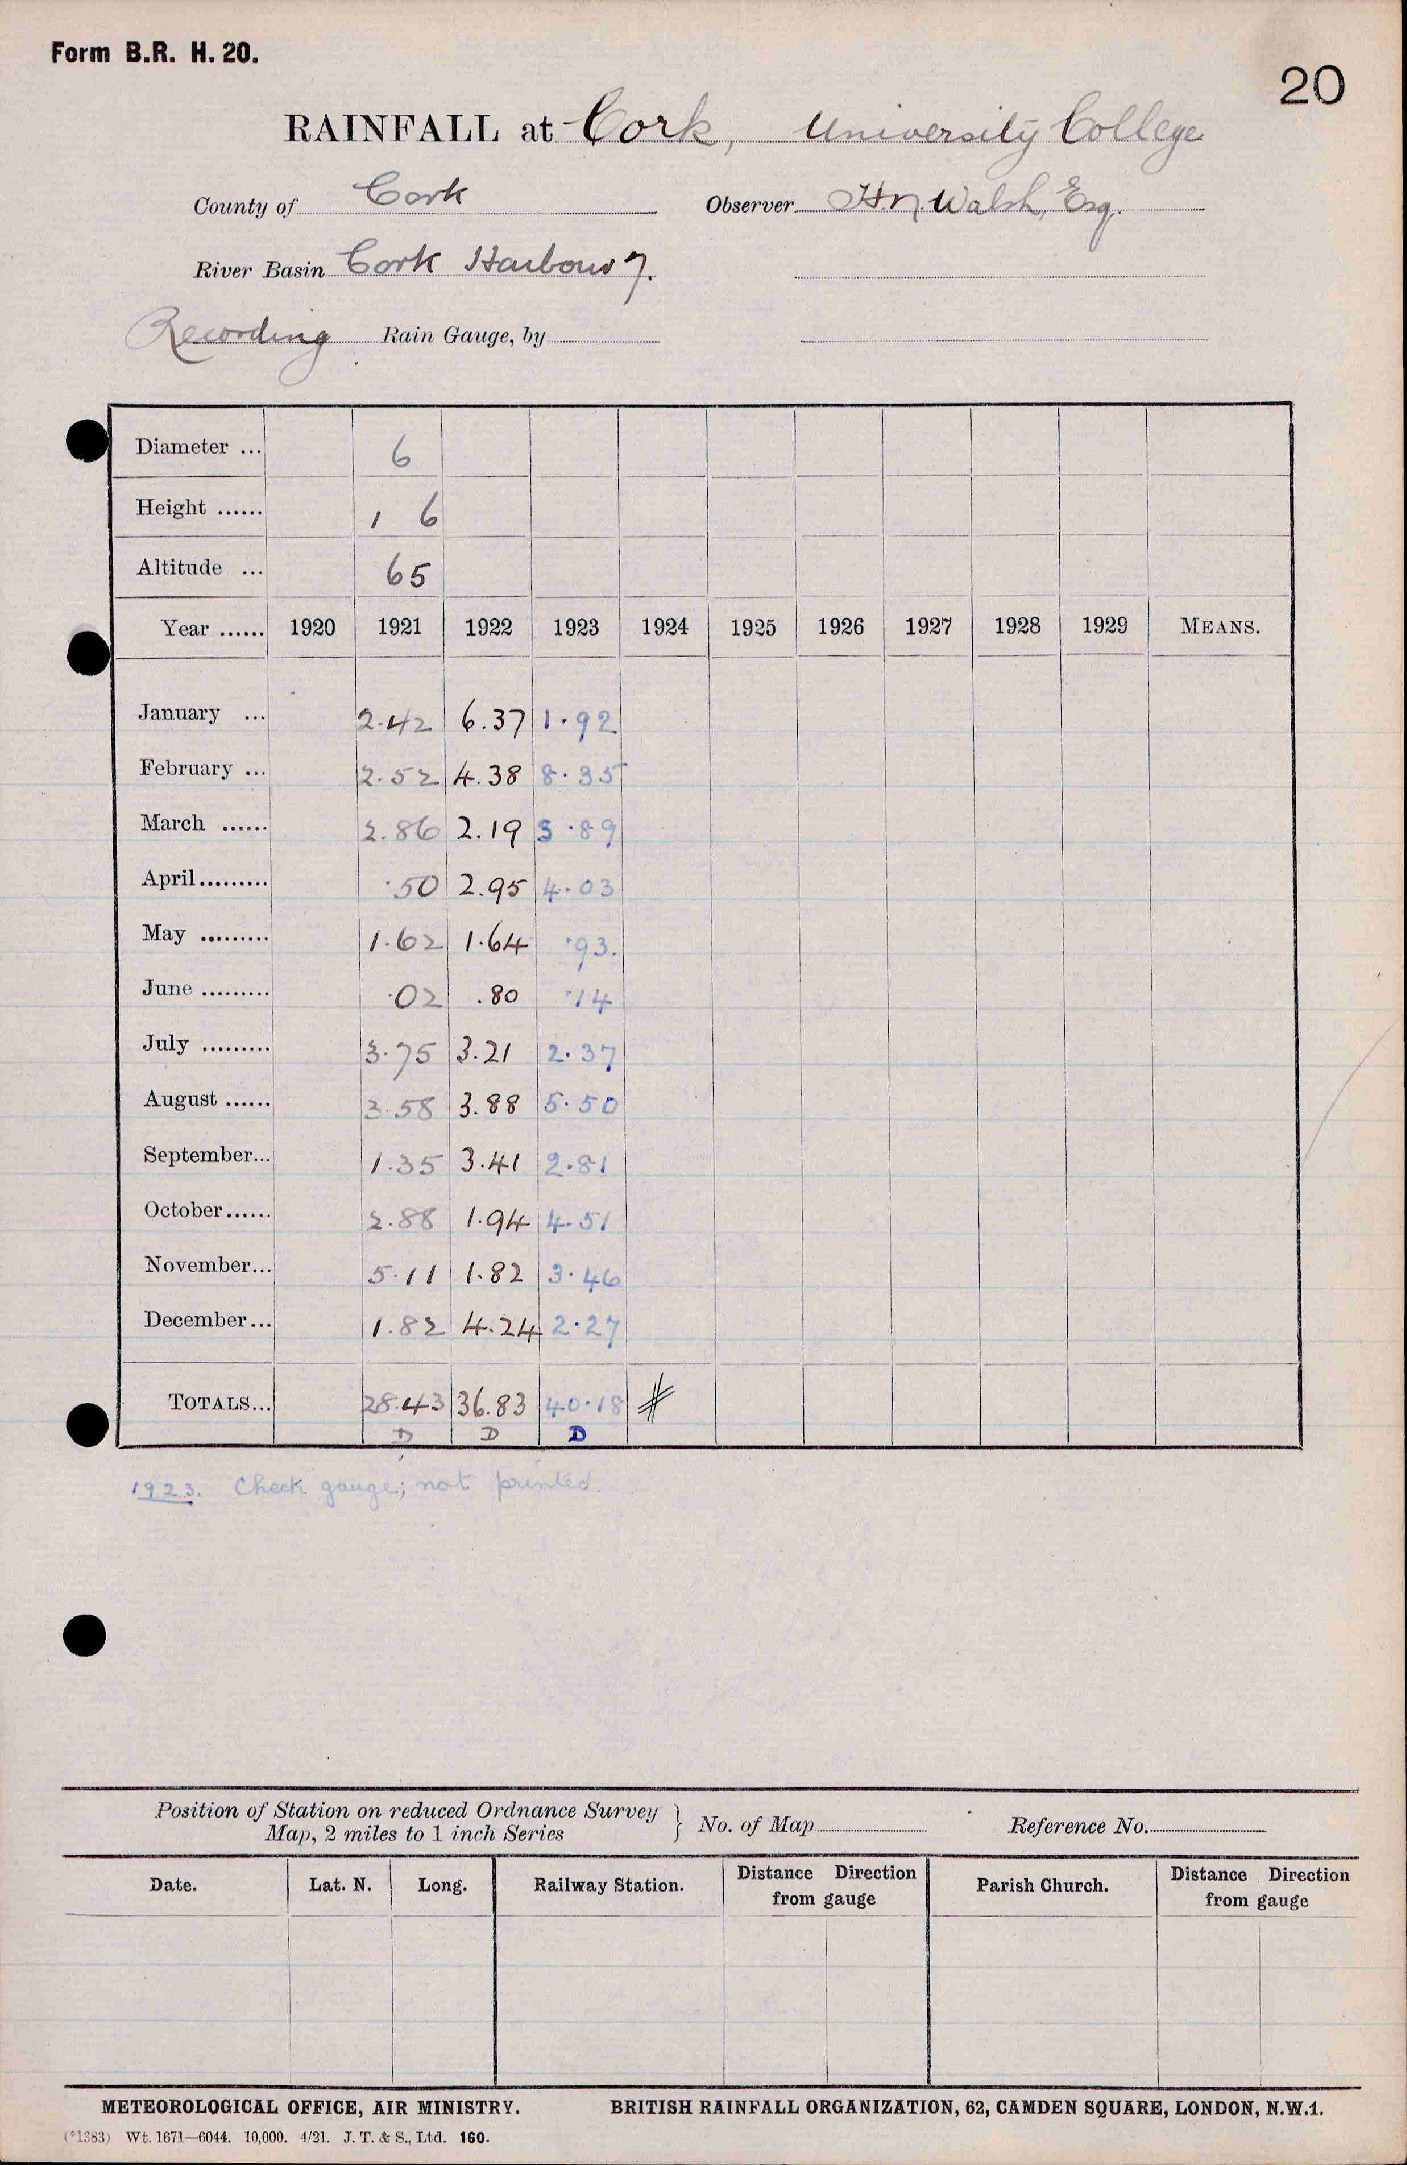 Form B.R. H. 20.
20
RAINFALL at Cork, University College
County of Cork Observer H.N. Walsh, Esq.
River Basin Cork Harbour 7.
Recording Rain Gauge, by
Diameter ... 6
Height ...... 1 6
Altitude ... 65
Year ...... 1920 1921 1922 1923 1924 1925 1926 1927 1928 1929 MEANS.
January ... 2.42 6.37 1.92
February ... 2.52 4.38 8.35
March ...... 2.86 2.19 3.89
April......... .50 2.95 4.03
May ......... 1.62 1.64 .93.
June ......... .02 .80 .14
July ......... 3.75 3.21 2.37
August ...... 3.58 3.88 5.50
September... 1.35 3.41 2.81
October...... 2.88 1.94 4.51
November... 5.11 1.82 3.46
December... 1.82 4.24 2.27
TOTALS... 28.43 36.83 40.18 #
D D D
1923. Check gauge; not printed.
Position of Station on reduced Ordnance Survey
Map, 2 miles to 1 inch Series } No. of Map Reference No.
Date. Lat. N. Long. Railway Station. Distance Direction from gauge Parish Church. Distance Direction from gauge
METEOROLOGICAL OFFICE, AIR MINISTRY. BRITISH RAINFALL ORGANIZATION, 62, CAMDEN SQUARE, LONDON, N.W.1.
(*1383) Wt. 1671—6044. 10,000. 4/21. J. T. & S., Ltd. 160.